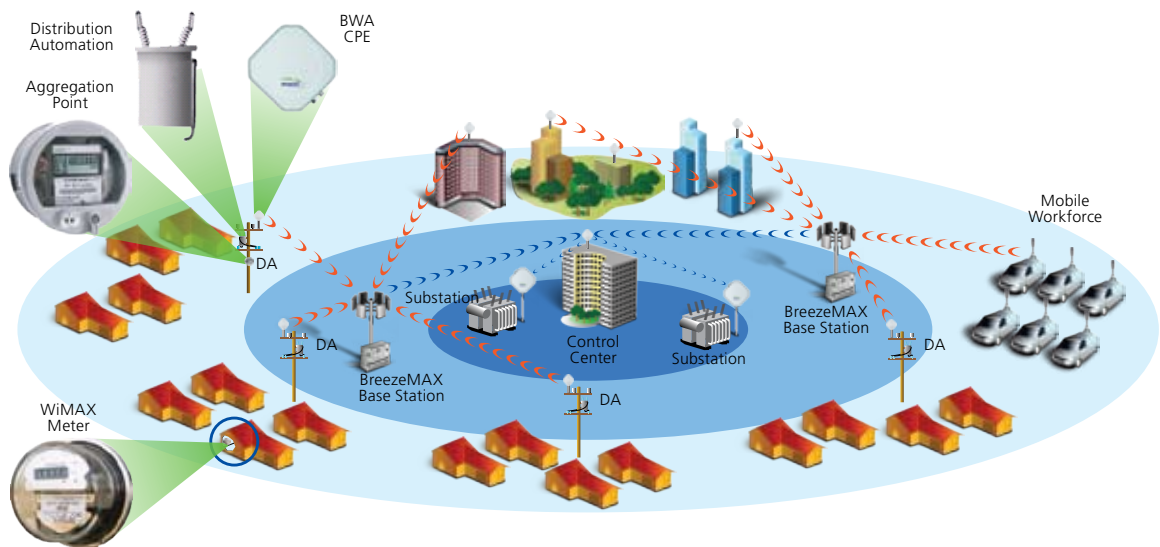 Distribution
Automation
BWA
CPE
Aggregation
Point
Mobile
Workforce
DA
Substation
BreezeMAX
Base Station
Control
Center
Substation
DA
DA
BreezeMAX
Base Station
DA
WiMAX
Meter